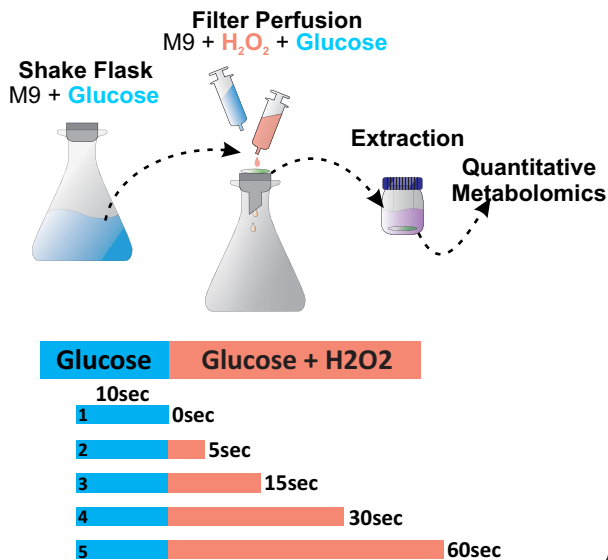 Filter Perfusion
M9 + H₂O₂ + Glucose
Shake Flask
M9 + Glucose
Extraction
Quantitative
Metabolomics
Glucose
Glucose + H2O2
10sec
1
0sec
2
5sec
3
15sec
4
30sec
5
60sec